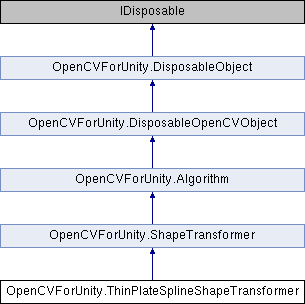 IDisposable
OpenCVForUnity.DisposableObject
OpenCVForUnity.DisposableOpenCVObject
OpenCVForUnity.Algorithm
OpenCVForUnity.ShapeTransformer
OpenCVForUnity.ThinPlateSplineShapeTransformer